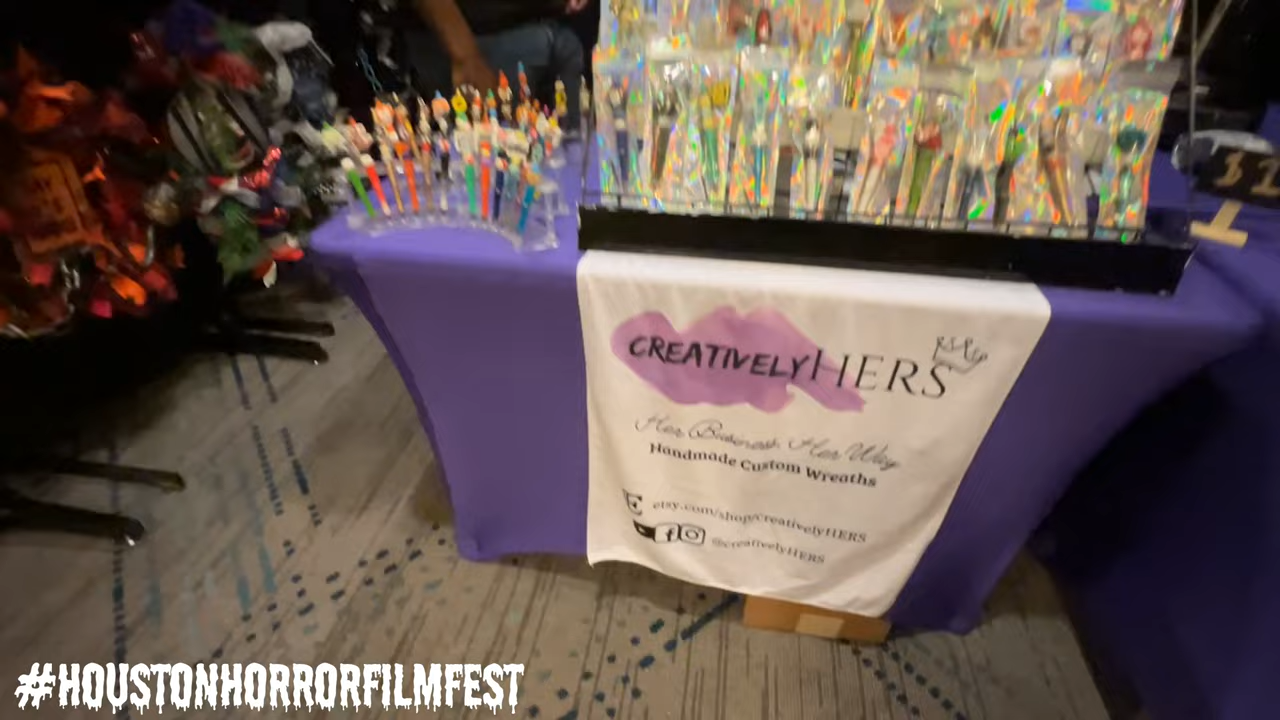 CREATIVELYHERS
Her Business Her Way
Handmade Custom Wreaths
E etsy.com/shop/creativelyHERS
@creativelyHERS
#HOUSTONHORRORFILMFEST